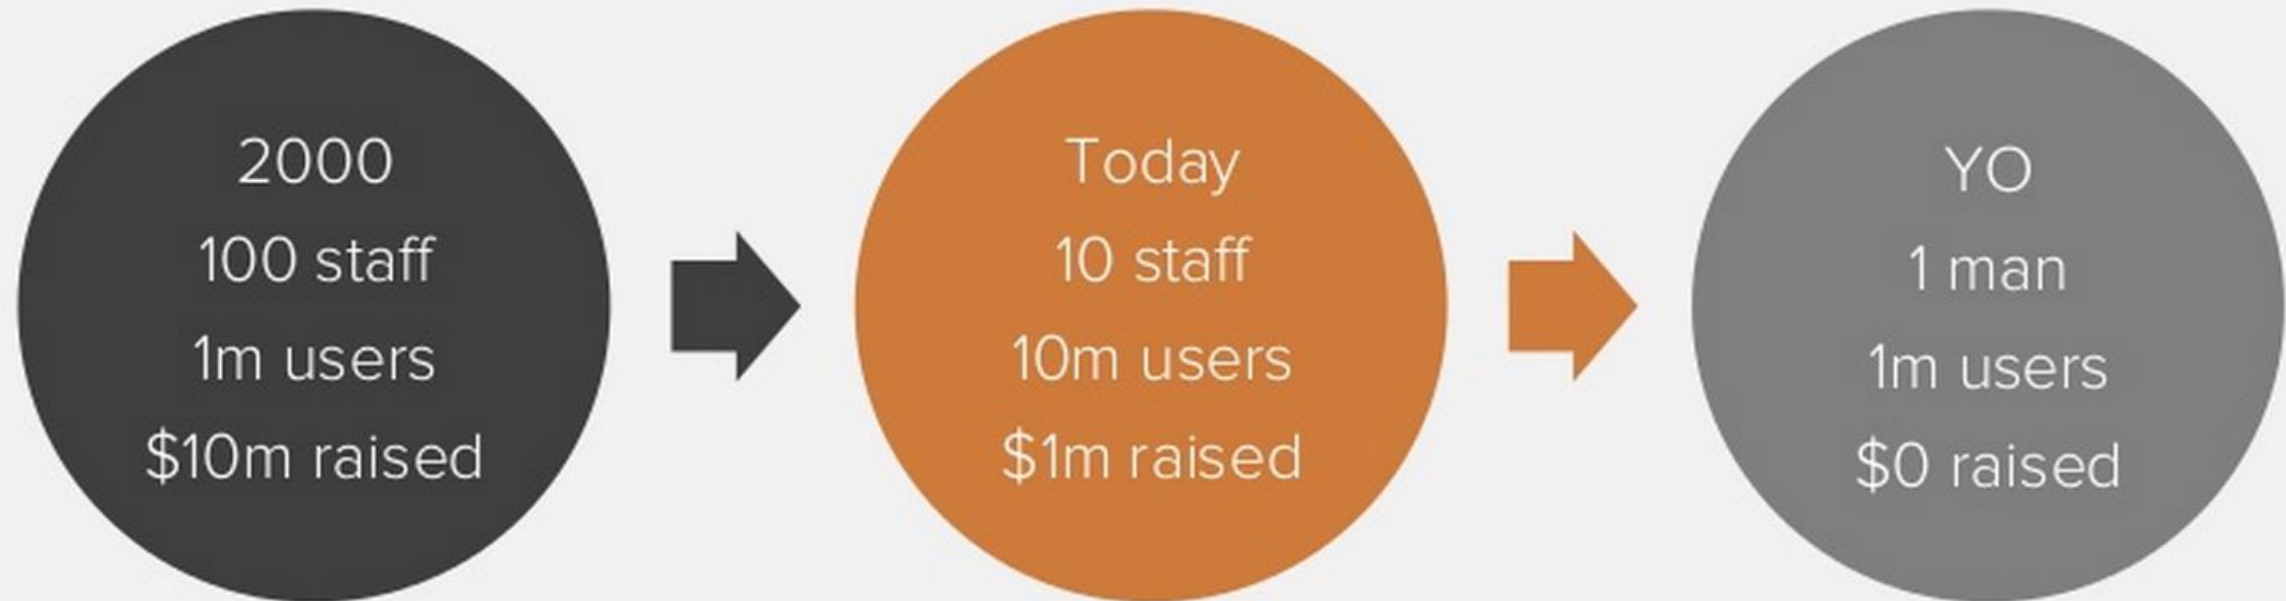 2000
100 staff
1m users
$10m raised
Today
10 staff
10m users
$1m raised
YO
1 man
1m users
$0 raised